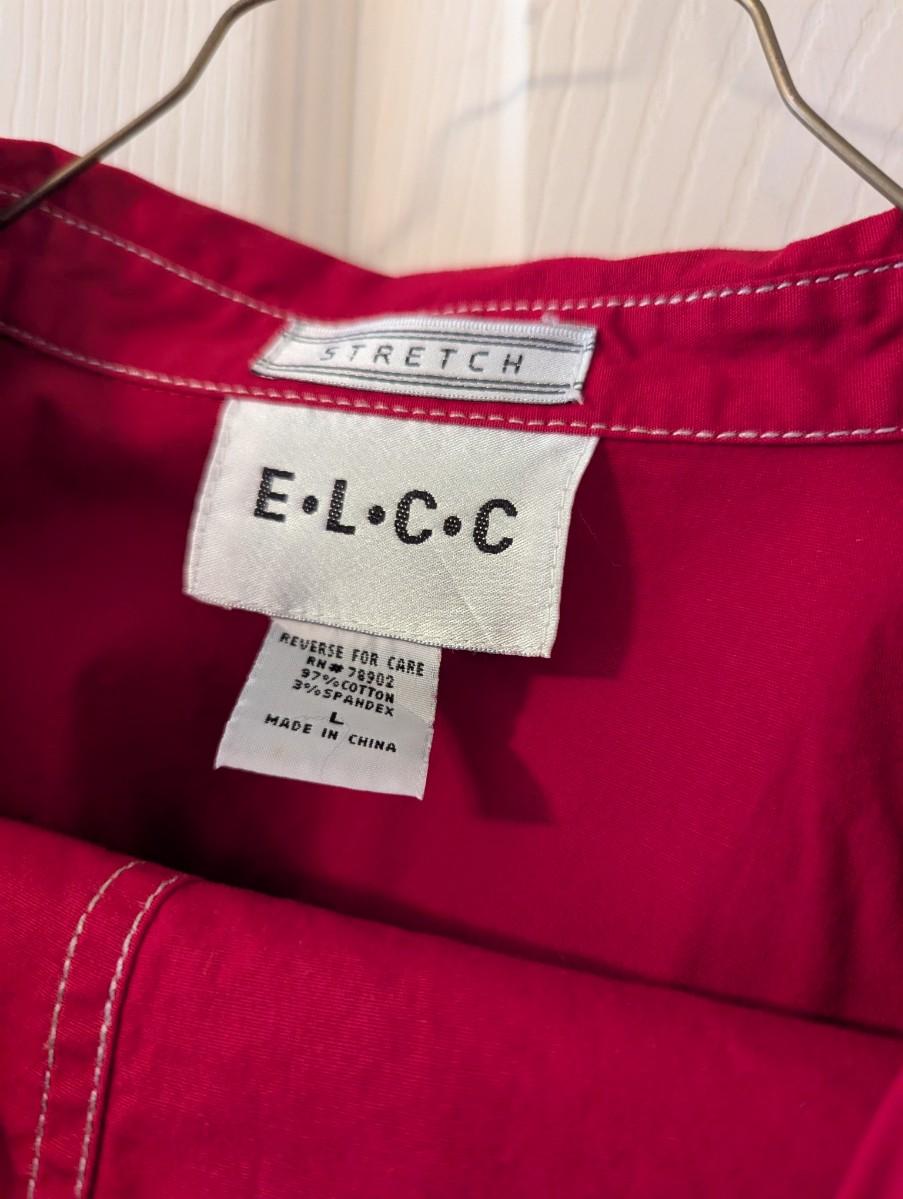 STRETCH
E•L•C•C
REVERSE FOR CARE
RN# 78902
97% COTTON
3% SPANDEX
L
MADE IN CHINA